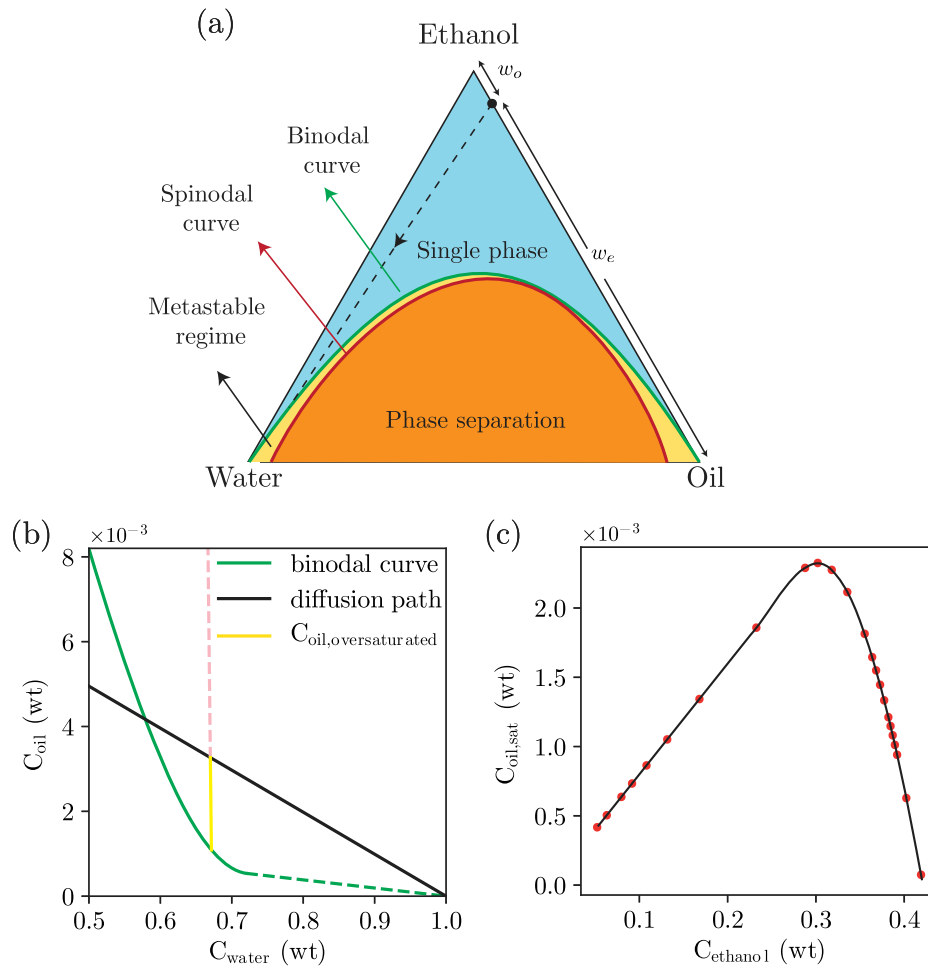 (a)
Ethanol
wₒ
Binodal
curve
Spinodal
curve
Single phase
wₑ
Metastable
regime
Phase separation
Water
Oil
(b)
×10⁻³
binodal curve
diffusion path
C_oil,oversaturated
C_oil (wt)
8
6
4
2
0
0.5
0.6
0.7
0.8
0.9
1.0
C_water (wt)
(c)
×10⁻³
C_oil,sat (wt)
2.0
1.5
1.0
0.5
0.0
0.1
0.2
0.3
0.4
C_ethanol (wt)